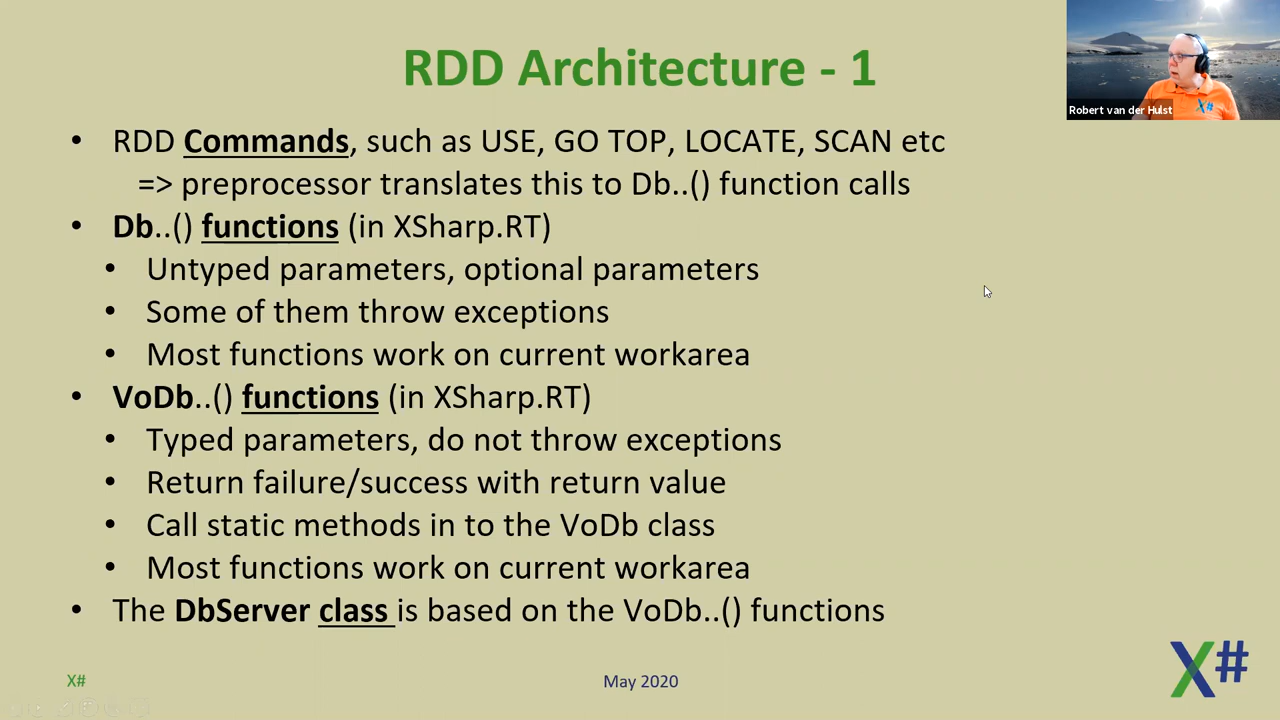 RDD Architecture - 1
Robert van der Hulst
X#
• RDD Commands, such as USE, GO TOP, LOCATE, SCAN etc
=> preprocessor translates this to Db..() function calls
• Db..() functions (in XSharp.RT)
• Untyped parameters, optional parameters
• Some of them throw exceptions
• Most functions work on current workarea
• VoDb..() functions (in XSharp.RT)
• Typed parameters, do not throw exceptions
• Return failure/success with return value
• Call static methods in to the VoDb class
• Most functions work on current workarea
• The DbServer class is based on the VoDb..() functions
X#
May 2020
X#